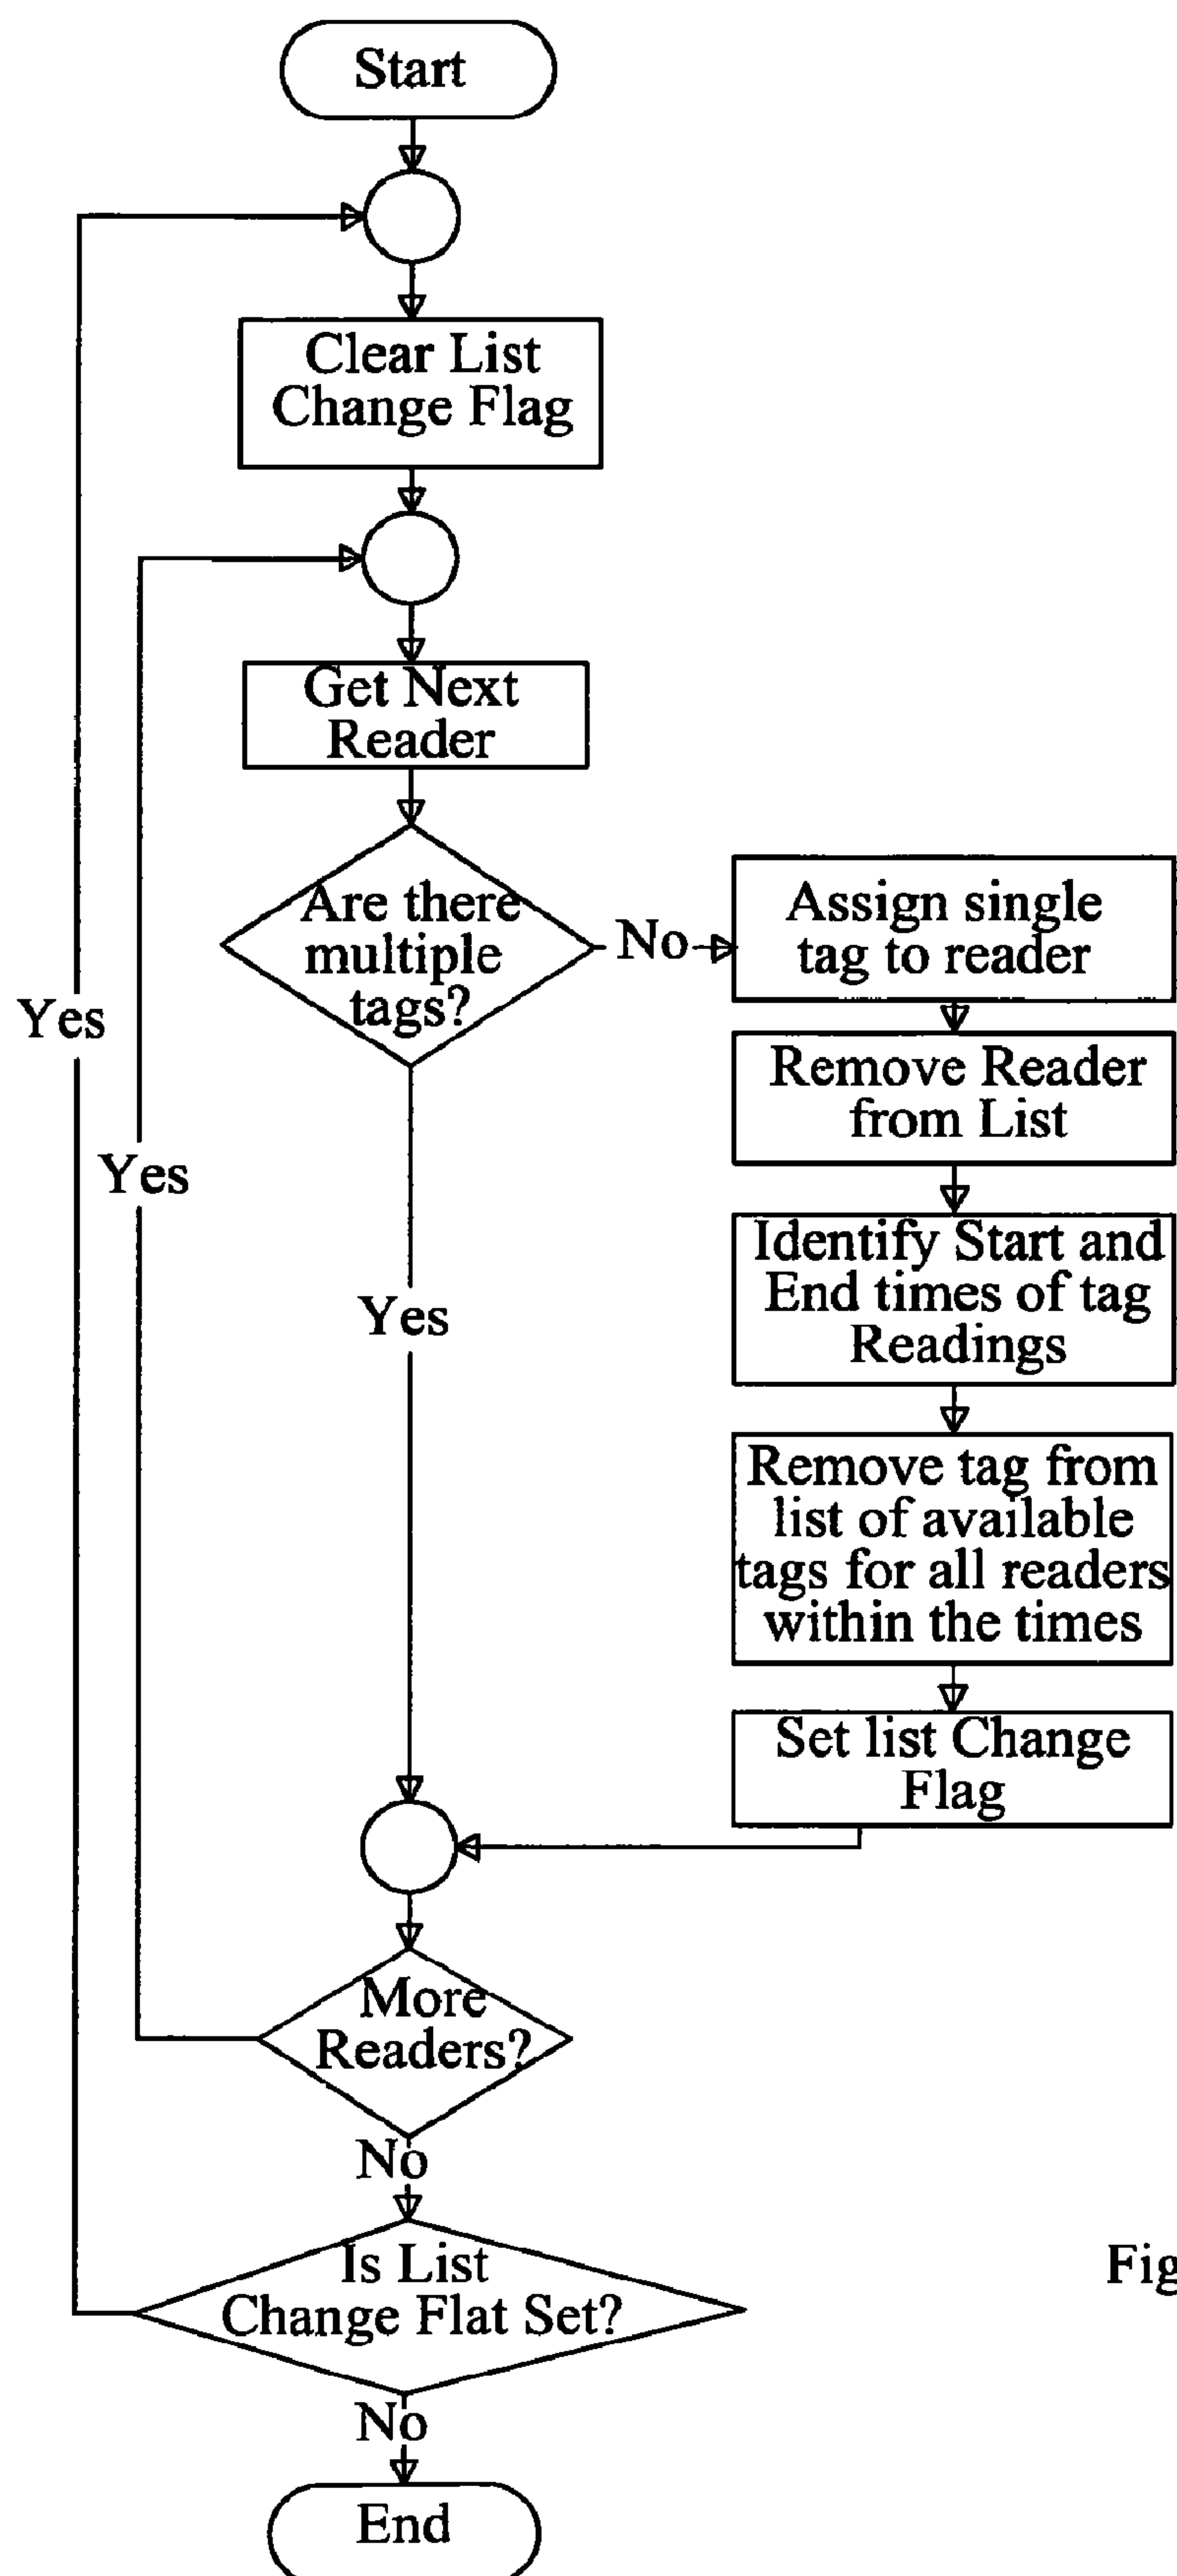 Start
Clear List
Change Flag
Get Next
Reader
Are there
multiple
tags?
No
Assign single
tag to reader
Remove Reader
from List
Identify Start and
End times of tag
Readings
Remove tag from
list of available
tags for all readers
within the times
Set list Change
Flag
Yes
Yes
Yes
More
Readers?
No
Is List
Change Flat Set?
No
End
Fig